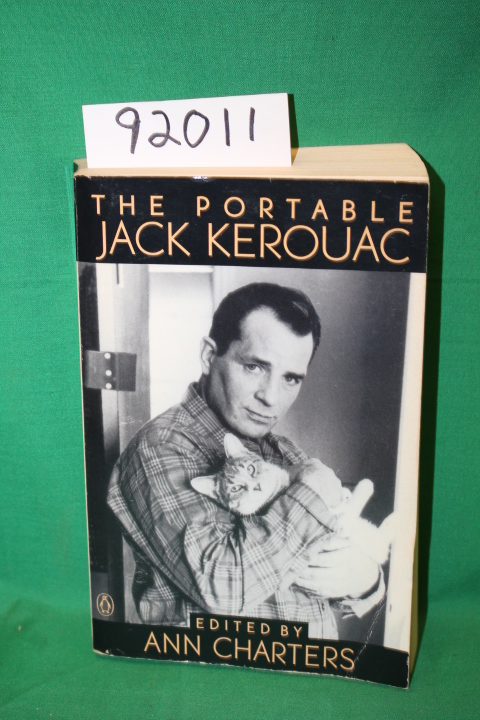 92011
THE PORTABLE
JACK KEROUAC
EDITED BY
ANN CHARTERS